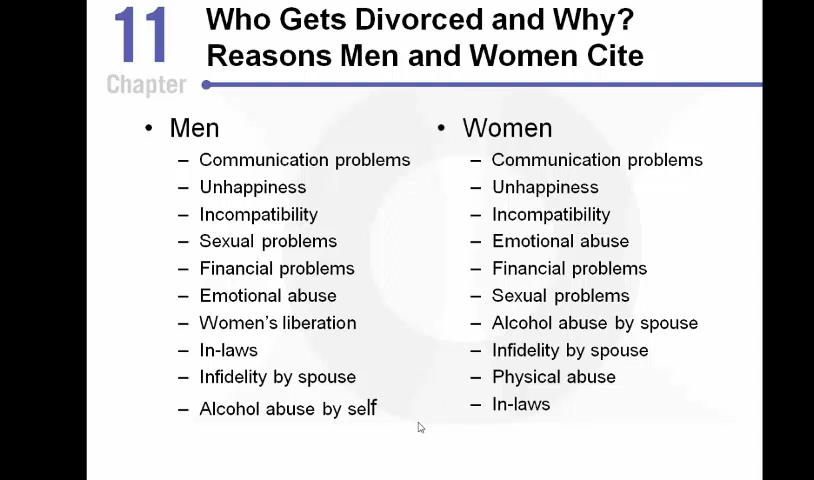 11
Chapter
Who Gets Divorced and Why?
Reasons Men and Women Cite
• Men
– Communication problems
– Unhappiness
– Incompatibility
– Sexual problems
– Financial problems
– Emotional abuse
– Women’s liberation
– In-laws
– Infidelity by spouse
– Alcohol abuse by self
• Women
– Communication problems
– Unhappiness
– Incompatibility
– Emotional abuse
– Financial problems
– Sexual problems
– Alcohol abuse by spouse
– Infidelity by spouse
– Physical abuse
– In-laws